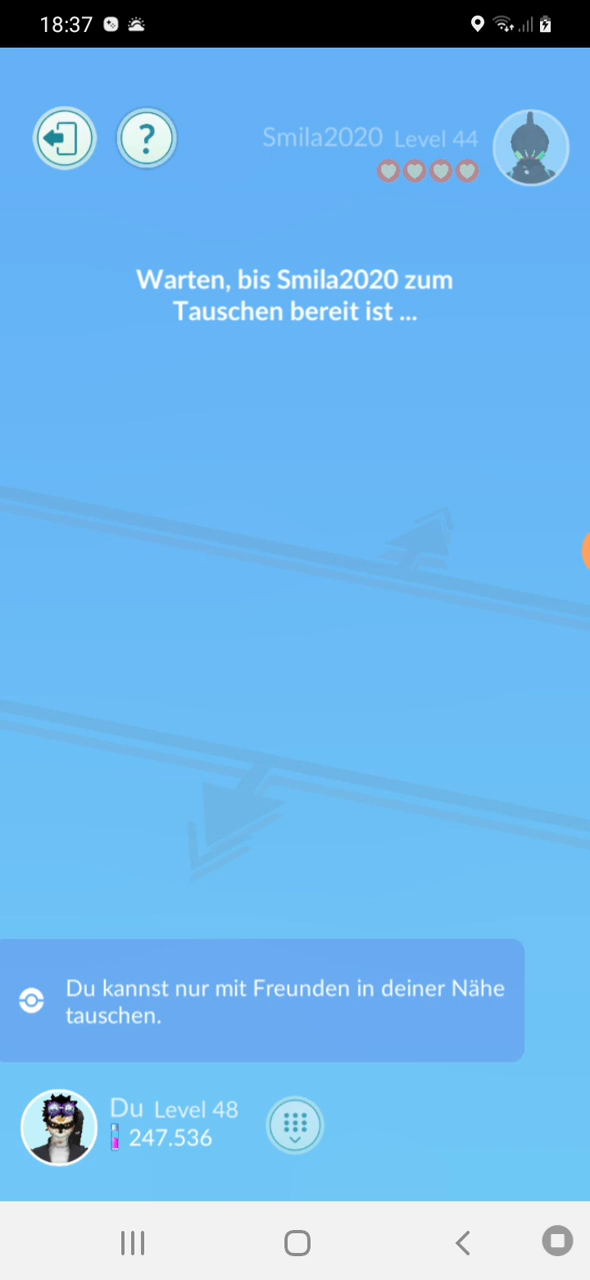 18:37
Smila2020 Level 44
Warten, bis Smila2020 zum
Tauschen bereit ist ...
Du kannst nur mit Freunden in deiner Nähe
tauschen.
Du Level 48
247.536